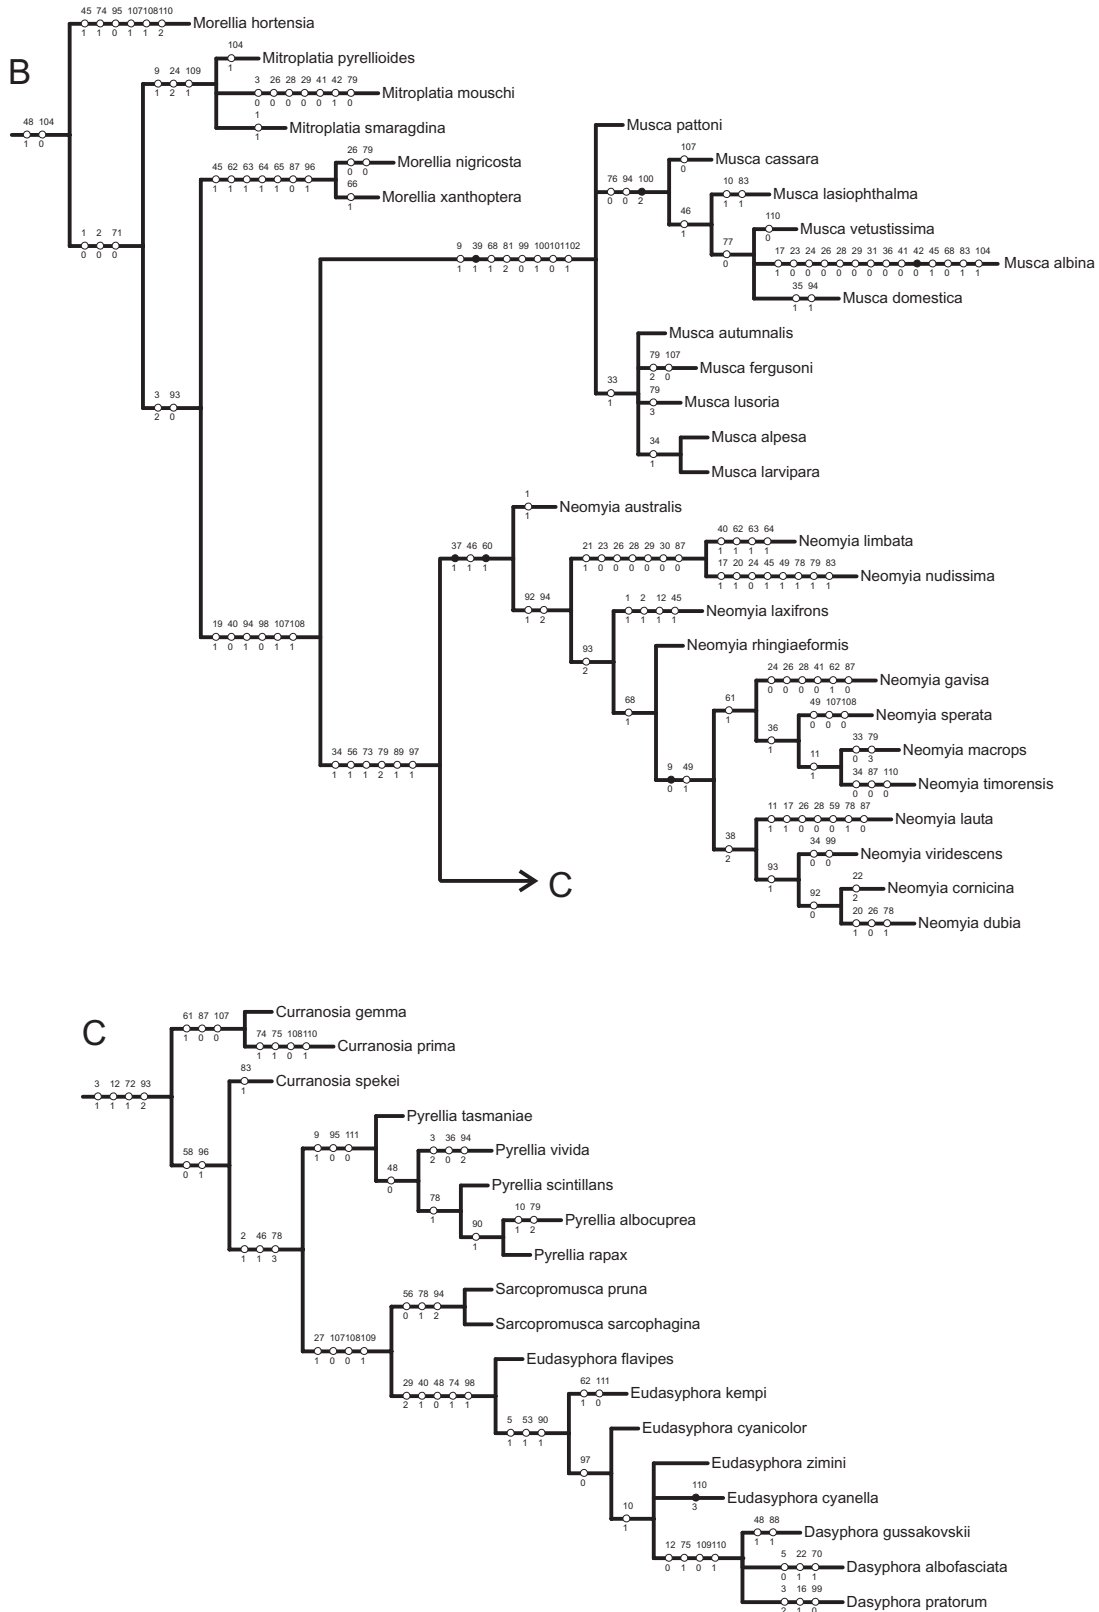 45 74 95 107 108 110
Morellia hortensia
1 1 0 1 1 2
104
Mitroplatia pyrellioides
1
B
9 24 109
1 2 1
3 26 28 29 41 42 79
Mitroplatia mouschi
0 0 0 0 0 1 0
48 104
1 0
1
Mitroplatia smaragdina
1
Musca pattoni
26 79
Morellia nigricosta
0 0
45 62 63 64 65 87 96
1 1 1 1 1 0 1
66
Morellia xanthoptera
1
107
Musca cassara
0
76 94 100
0 0 2
10 83
Musca lasiophthalma
1 1
46
1
110
Musca vetustissima
0
1 2 71
0 0 0
77
0
17 23 24 26 28 29 31 36 41 42 45 68 83 104
Musca albina
1 0 0 0 0 0 0 0 0 0 1 0 1 1
9 39 68 81 99 100 101 102
1 1 1 2 0 1 0 1
35 94
Musca domestica
1 1
Musca autumnalis
79 107
Musca fergusoni
2 0
33
1
79
Musca lusoria
3
3 93
2 0
34
1
Musca alpesa
Musca larvipara
1
Neomyia australis
1
37 46 60
1 1 1
40 62 63 64
Neomyia limbata
1 1 1 1
21 23 26 28 29 30 87
1 0 0 0 0 0 0
17 20 24 45 49 78 79 83
Neomyia nudissima
1 1 0 1 1 1 1 1
92 94
1 2
1 2 12 45
Neomyia laxifrons
1 1 1 1
19 40 94 98 107 108
1 0 1 0 1 1
93
2
Neomyia rhingiaeformis
24 26 28 41 62 87
Neomyia gavisa
0 0 0 0 1 0
68
1
61
1
49 107 108
Neomyia sperata
0 0 0
36
1
33 79
Neomyia macrops
0 3
34 56 73 79 89 97
1 1 1 2 1 1
11
1
9 49
0 1
34 87 110
Neomyia timorensis
0 0 0
11 17 26 28 59 78 87
Neomyia lauta
1 1 0 0 0 1 0
38
2
34 99
Neomyia viridescens
0 0
93
1
C
22
Neomyia cornicina
2
92
0
20 26 78
Neomyia dubia
1 0 1
C
Curranosia gemma
61 87 107
1 0 0
74 75 108 110
Curranosia prima
1 1 0 1
83
Curranosia spekei
1
3 12 72 93
1 1 1 2
Pyrellia tasmaniae
9 95 111
1 0 0
3 36 94
Pyrellia vivida
2 0 2
58 96
0 1
48
0
Pyrellia scintillans
78
1
10 79
Pyrellia albocuprea
1 2
90
1
2 46 78
1 1 3
Pyrellia rapax
Sarcopromusca pruna
56 78 94
0 1 2
Sarcopromusca sarcophagina
27 107 108 109
1 0 0 1
Eudasyphora flavipes
29 40 48 74 98
2 1 0 1 1
62 111
Eudasyphora kempi
1 0
5 53 90
1 1 1
Eudasyphora cyanicolor
97
0
Eudasyphora zimini
110
Eudasyphora cyanella
3
10
1
48 88
Dasyphora gussakovskii
1 1
12 75 109 110
0 1 0 1
5 22 70
Dasyphora albofasciata
0 1 1
3 16 99
Dasyphora pratorum
2 1 0